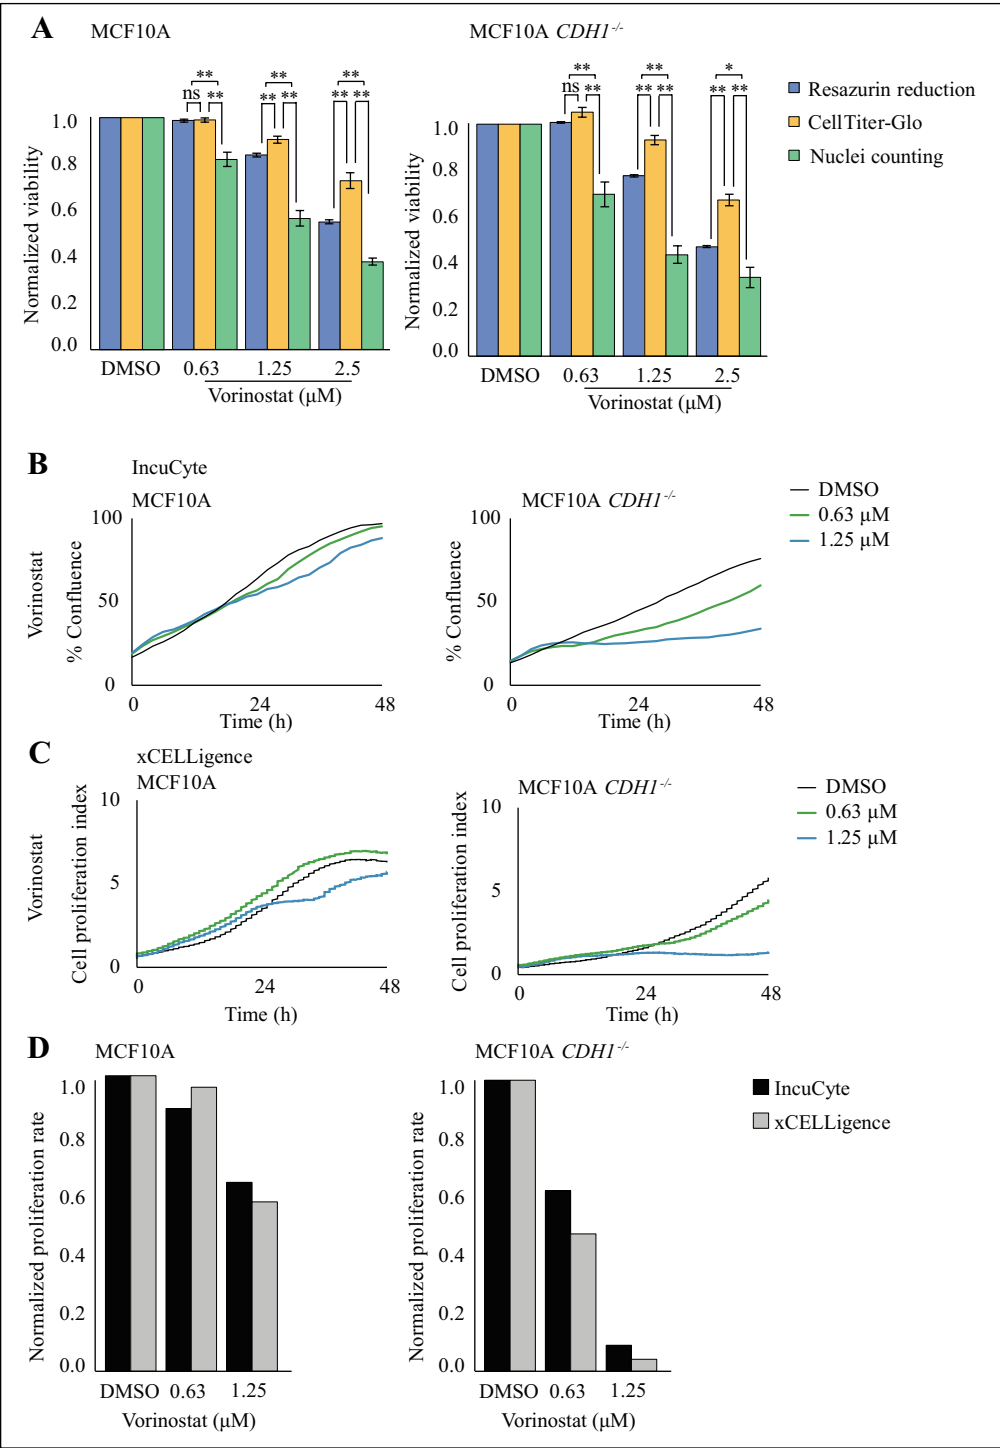 A
MCF10A
MCF10A CDH1-/-
** ** **
ns ** ** ** ** **
** ** *
ns ** ** ** ** **
Resazurin reduction
CellTiter-Glo
Nuclei counting
Normalized viability
1.0
0.8
0.6
0.4
0.2
0.0
DMSO 0.63 1.25 2.5
Vorinostat (µM)
Normalized viability
1.0
0.8
0.6
0.4
0.2
0.0
DMSO 0.63 1.25 2.5
Vorinostat (µM)
B
IncuCyte
MCF10A
MCF10A CDH1-/-
DMSO
0.63 µM
1.25 µM
Vorinostat
% Confluence
100
50
0
0 24 48
Time (h)
% Confluence
100
50
0
0 24 48
Time (h)
C
xCELLigence
MCF10A
MCF10A CDH1-/-
DMSO
0.63 µM
1.25 µM
Vorinostat
Cell proliferation index
10
5
0
0 24 48
Time (h)
Cell proliferation index
10
5
0
0 24 48
Time (h)
D
MCF10A
MCF10A CDH1-/-
IncuCyte
xCELLigence
Normalized proliferation rate
1.0
0.8
0.6
0.4
0.2
0.0
DMSO 0.63 1.25
Vorinostat (µM)
Normalized proliferation rate
1.0
0.8
0.6
0.4
0.2
0.0
DMSO 0.63 1.25
Vorinostat (µM)